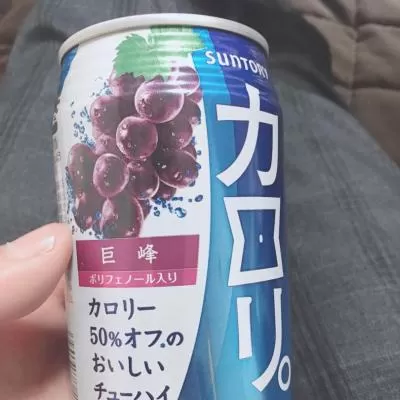 SUNTORY
カロリ。
巨峰
ポリフェノール入り
カロリー
50%オフ。の
おいしい
チューハイ